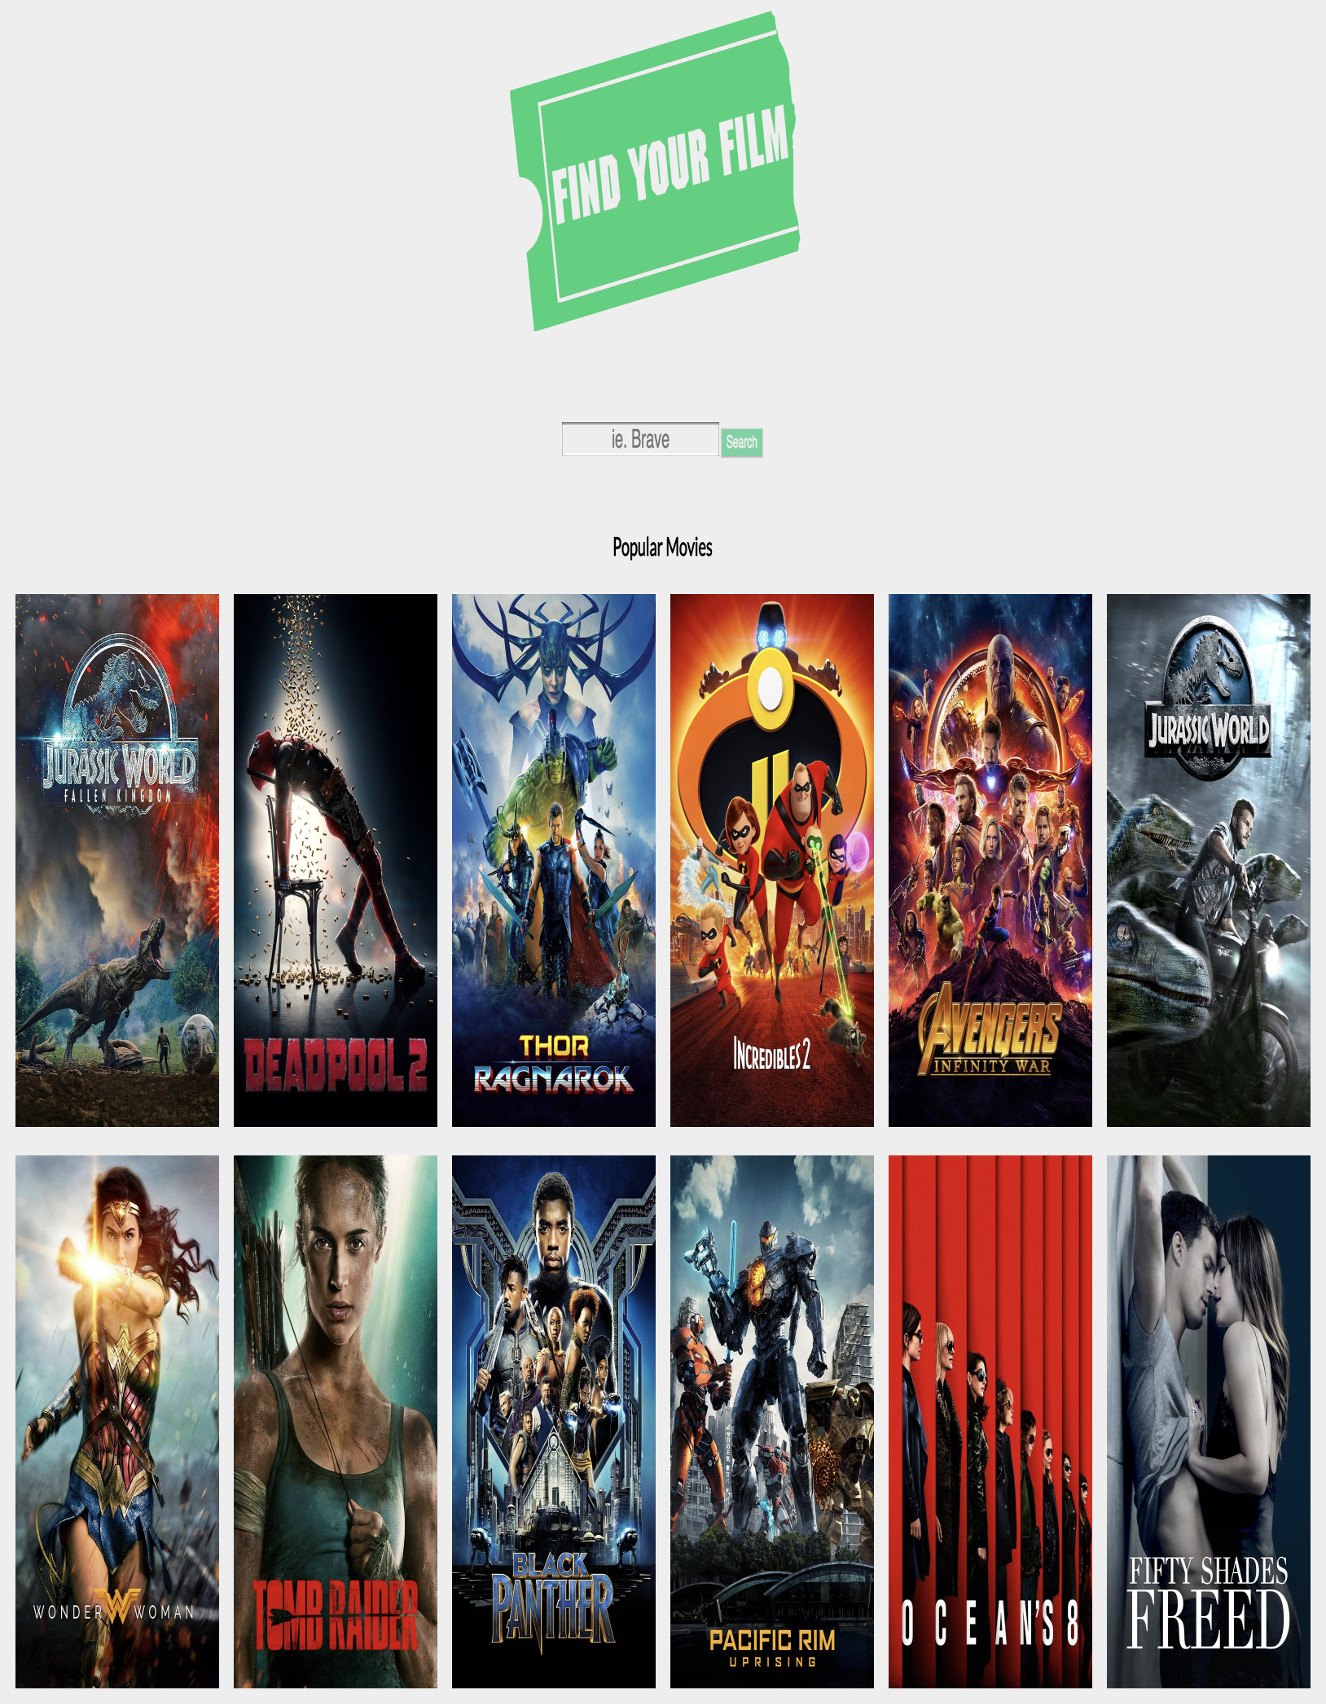 FIND YOUR FILM
ie. Brave
Search
Popular Movies
JURASSIC WORLD
FALLEN KINGDOM
DEADPOOL 2
THOR
RAGNAROK
INCREDIBLES 2
AVENGERS
INFINITY WAR
JURASSIC WORLD
WONDER WOMAN
TOMB RAIDER
BLACK
PANTHER
PACIFIC RIM
UPRISING
OCEAN'S 8
FIFTY SHADES
FREED